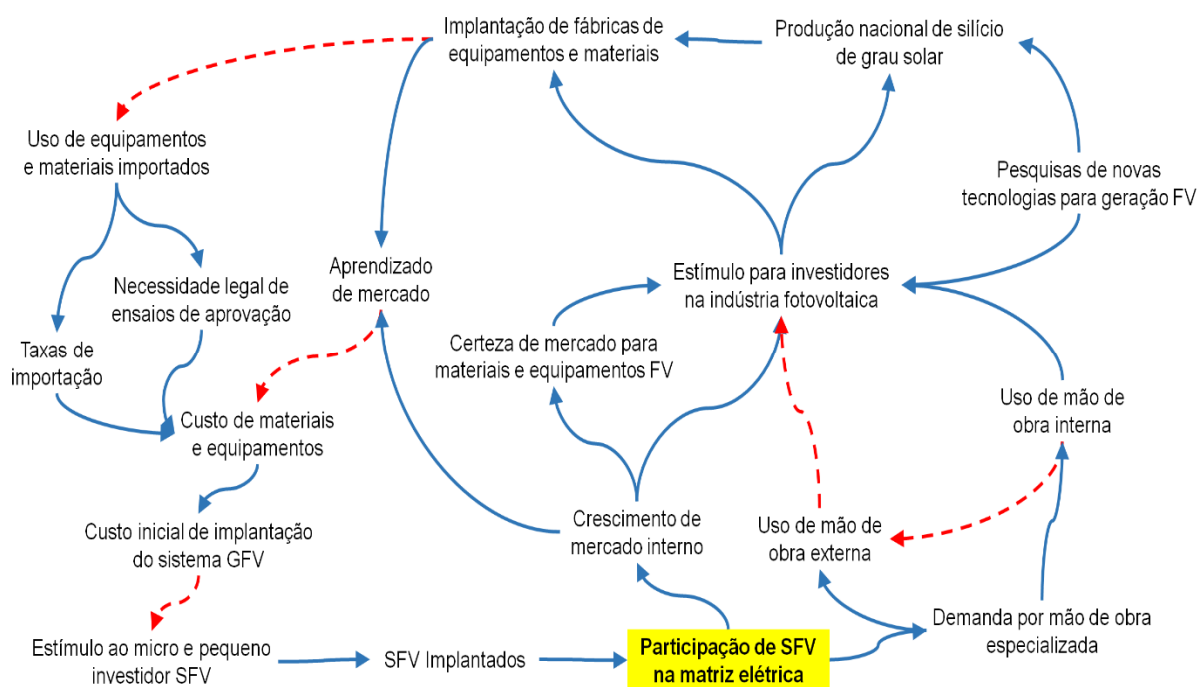 Implantação de fábricas de
equipamentos e materiais
Produção nacional de silício
de grau solar
Uso de equipamentos
e materiais importados
Pesquisas de novas
tecnologias para geração FV
Necessidade legal de
ensaios de aprovação
Aprendizado
de mercado
Estímulo para investidores
na indústria fotovoltaica
Taxas de
importação
Certeza de mercado para
materiais e equipamentos FV
Uso de mão de
obra interna
Custo de materiais
e equipamentos
Custo inicial de implantação
do sistema GFV
Crescimento de
mercado interno
Uso de mão de
obra externa
Estímulo ao micro e pequeno
investidor SFV
SFV Implantados
Participação de SFV
na matriz elétrica
Demanda por mão de obra
especializada